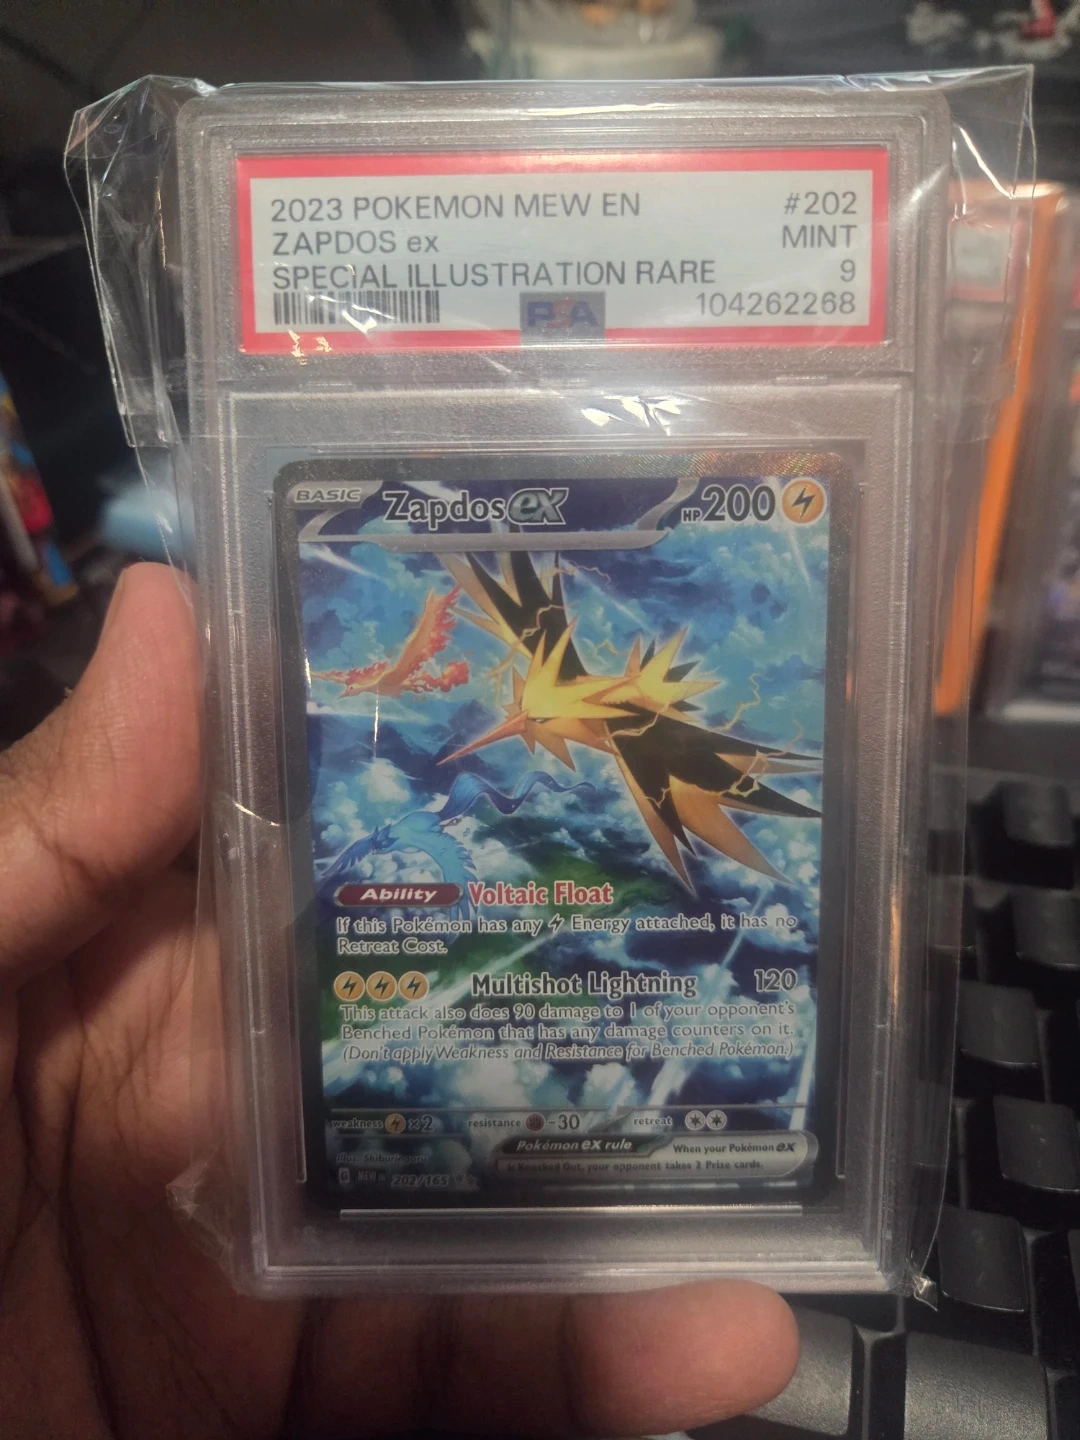 2023 POKEMON MEW EN #202
ZAPDOS ex MINT
SPECIAL ILLUSTRATION RARE 9
PSA 104262268
BASIC Zapdos ex HP 200
Ability Voltaic Float
If this Pokémon has any Energy attached, it has no
Retreat Cost.
Multishot Lightning 120
This attack also does 90 damage to 1 of your opponent's
Benched Pokémon that has any damage counters on it.
(Don't apply Weakness and Resistance for Benched Pokémon.)
weakness ×2 resistance -30 retreat
Pokémon ex rule When your Pokémon ex
is Knocked Out, your opponent takes 2 Prize cards.
Illus.
G MEW EN 202/165